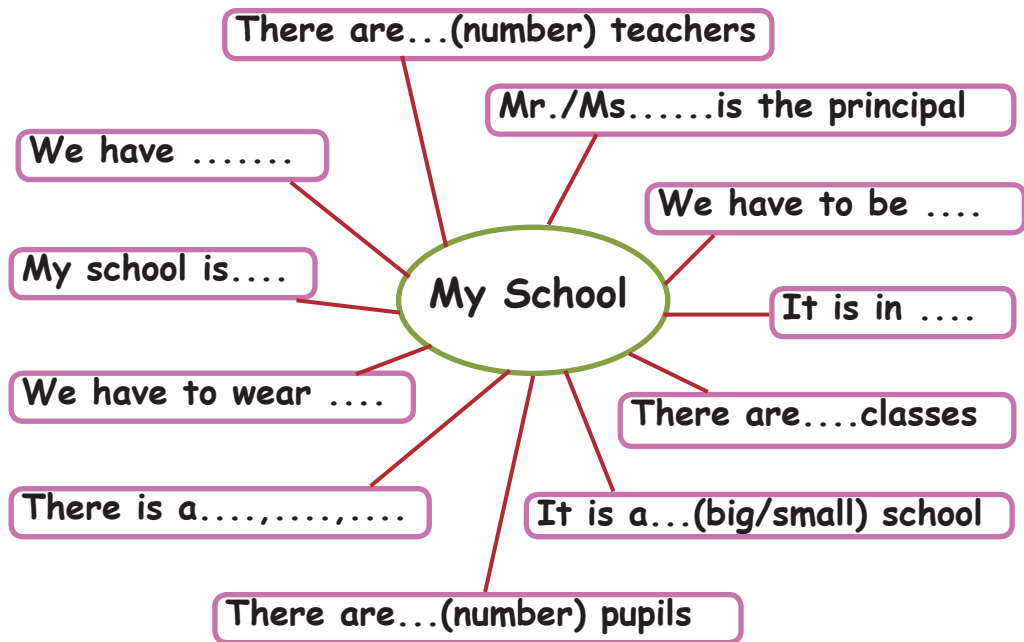 There are...(number) teachers
Mr./Ms......is the principal
We have .......
We have to be ....
My school is....
My School
It is in ....
We have to wear ....
There are....classes
There is a....,....,....
It is a...(big/small) school
There are...(number) pupils